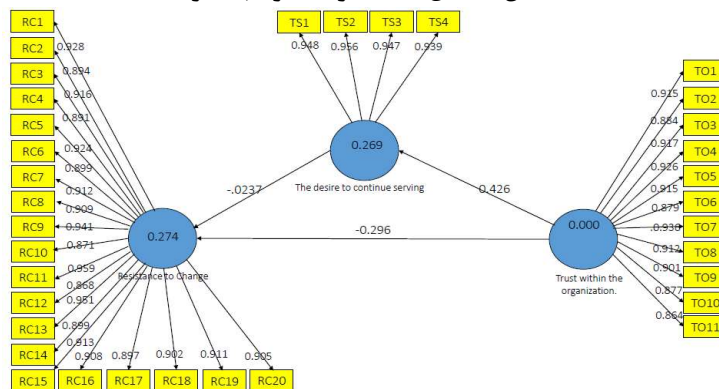 RC1
RC2
RC3
RC4
RC5
RC6
RC7
RC8
RC9
RC10
RC11
RC12
RC13
RC14
RC15
RC16
RC17
RC18
RC19
RC20
0.928
0.894
0.916
0.891
0.924
0.899
0.912
0.909
0.941
0.871
0.959
0.868
0.951
0.899
0.913
0.908
0.897
0.902
0.911
0.905
0.274
Resistance to Change
TS1
TS2
TS3
TS4
0.948
0.956
0.947
0.939
0.269
The desire to continue serving
-.0237
0.426
-0.296
0.000
Trust within the
organization.
TO1
TO2
TO3
TO4
TO5
TO6
TO7
TO8
TO9
TO10
TO11
0.915
0.884
0.917
0.926
0.915
0.879
0.912
0.901
0.877
0.864